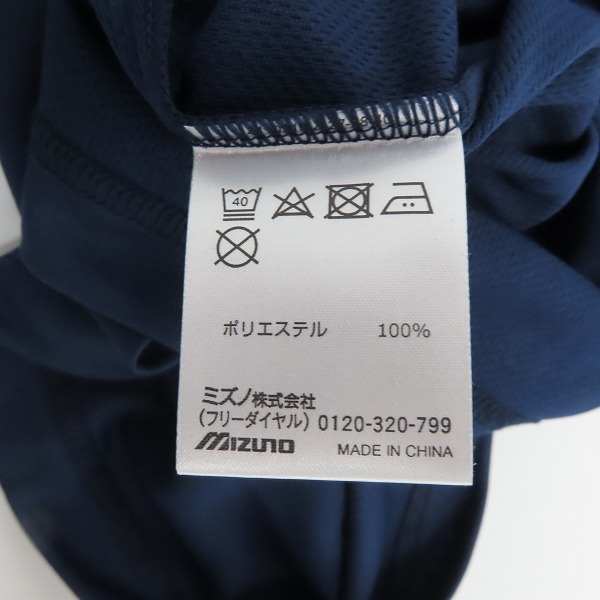 40
ポリエステル 100%
ミズノ株式会社
(フリーダイヤル) 0120-320-799
mizuno MADE IN CHINA